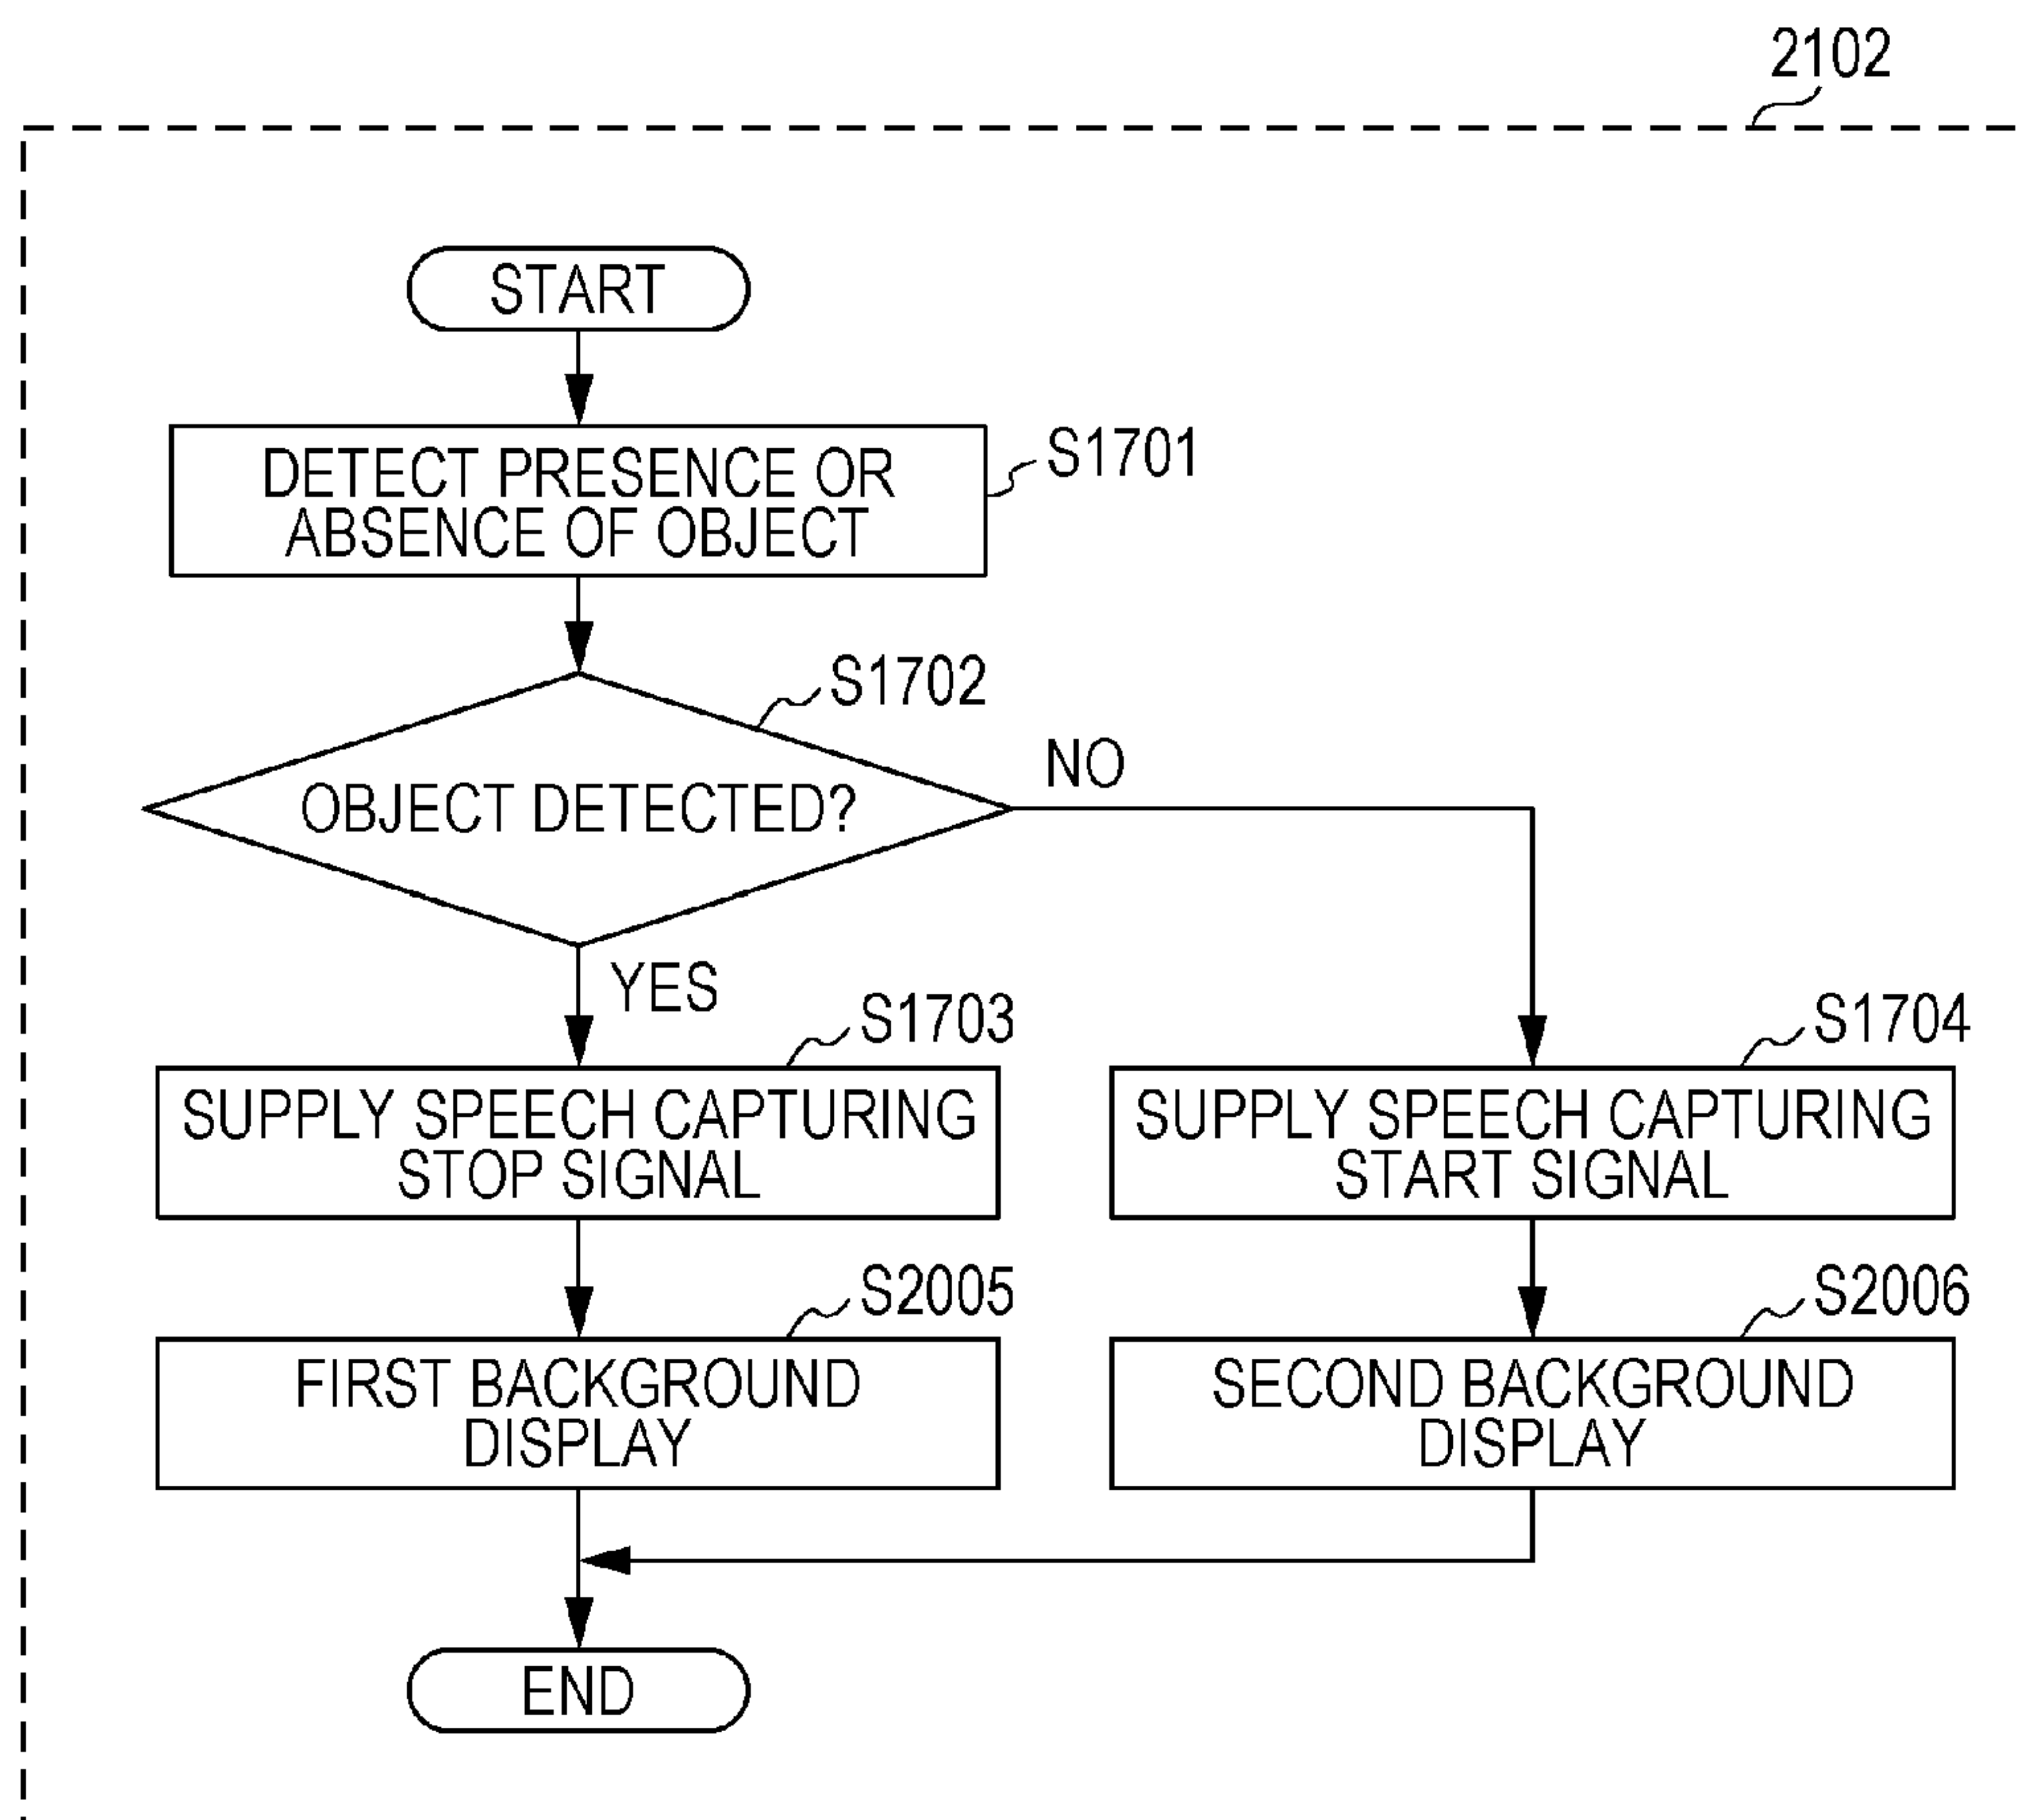 2102
START
DETECT PRESENCE OR
ABSENCE OF OBJECT
S1701
S1702
OBJECT DETECTED?
NO
YES
S1703
SUPPLY SPEECH CAPTURING
STOP SIGNAL
S1704
SUPPLY SPEECH CAPTURING
START SIGNAL
S2005
FIRST BACKGROUND
DISPLAY
S2006
SECOND BACKGROUND
DISPLAY
END